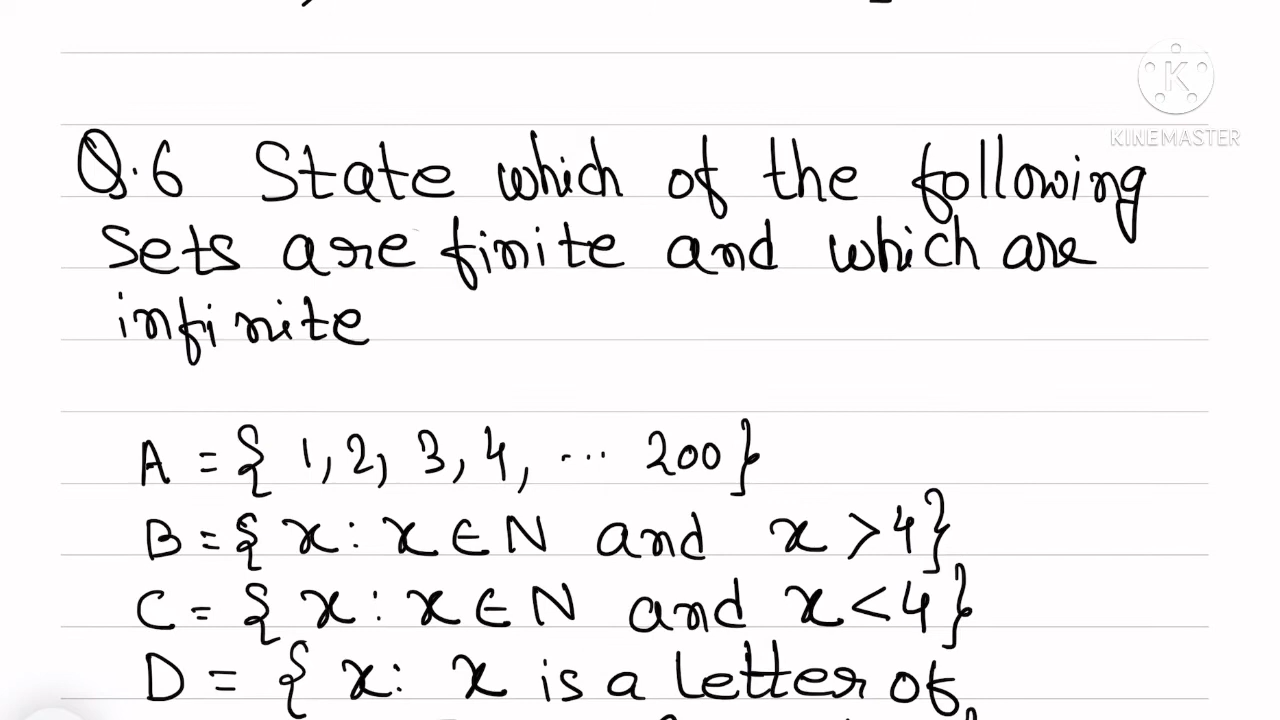 K
KINEMASTER
Q.6 State which of the following
sets are finite and which are
infinite
A = { 1, 2, 3, 4, ... 200}
B = { x : x ∈ N and x > 4}
C = { x : x ∈ N and x < 4}
D = { x : x is a letter of